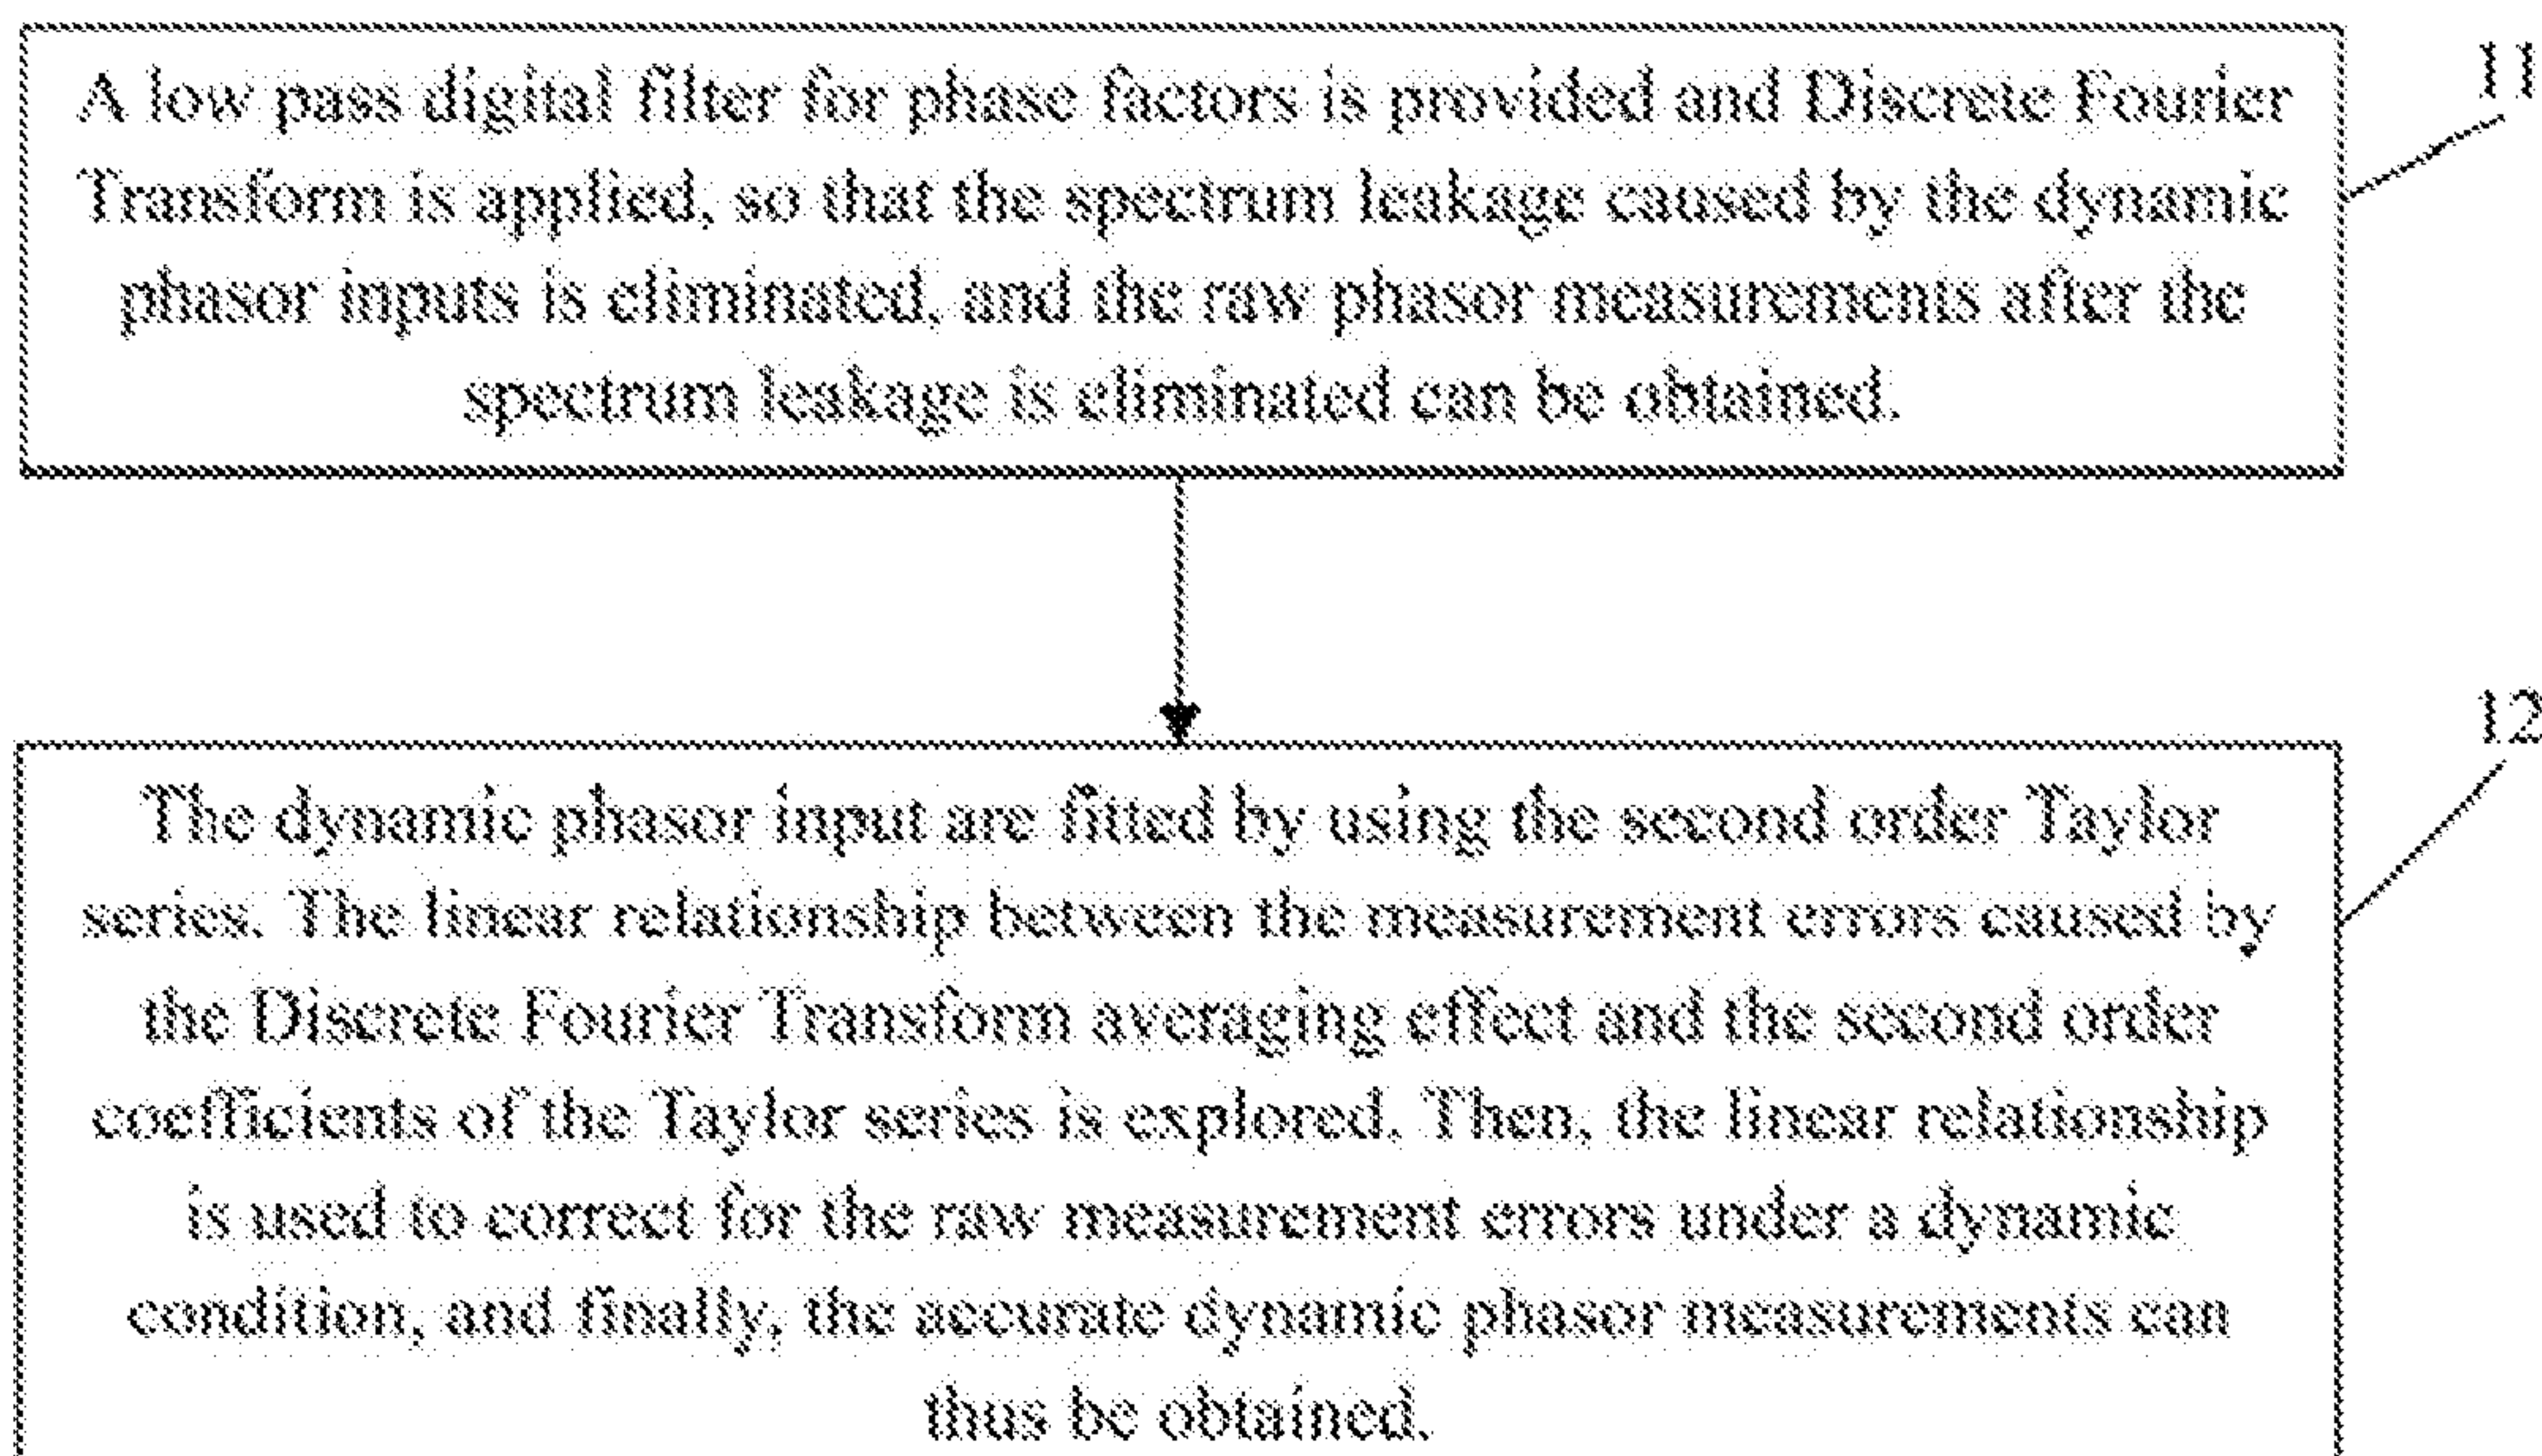 A low pass digital filter for phase factors is provided and Discrete Fourier
Transform is applied, so that the spectrum leakage caused by the dynamic
phasor inputs is eliminated, and the raw phasor measurements after the
spectrum leakage is eliminated can be obtained.
11
The dynamic phasor input are fitted by using the second order Taylor
series. The linear relationship between the measurement errors caused by
the Discrete Fourier Transform averaging effect and the second order
coefficients of the Taylor series is explored. Then, the linear relationship
is used to correct for the raw measurement errors under a dynamic
condition, and finally, the accurate dynamic phasor measurements can
thus be obtained.
12